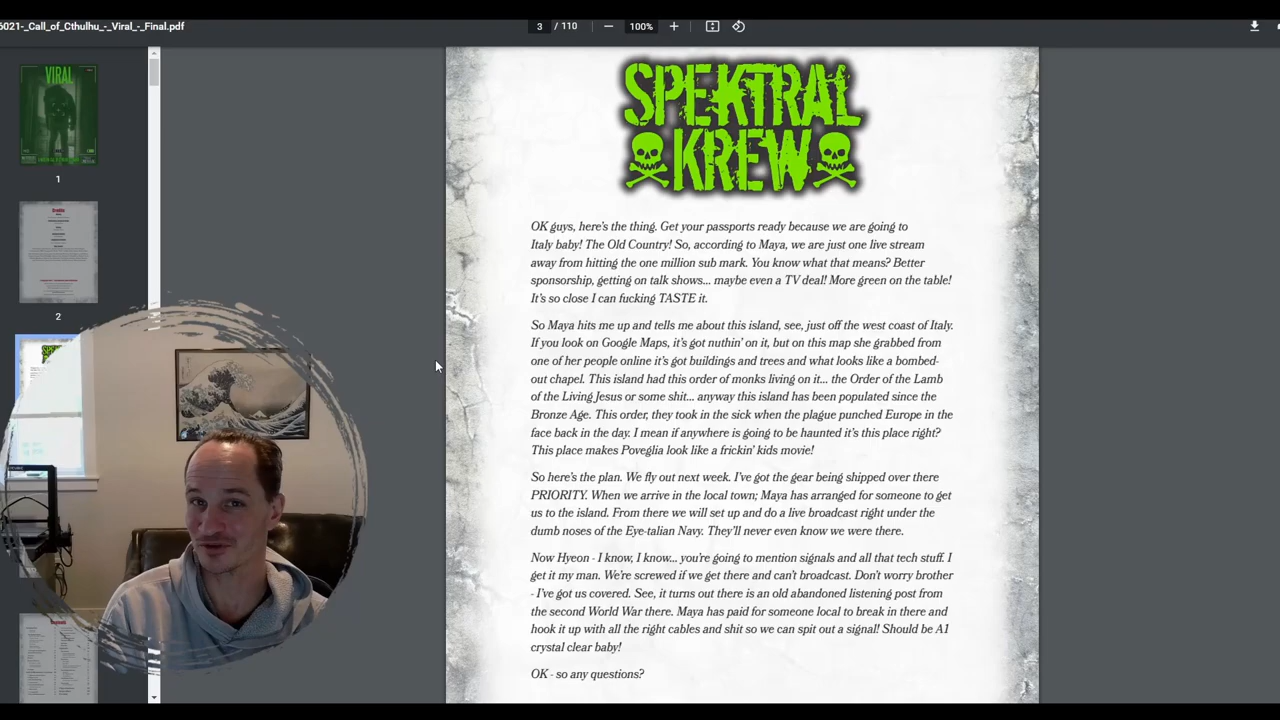 6021-_Call_of_Cthulhu_-_Viral_-_Final.pdf
3 / 110
100%
VIRAL
1
2
SPEKTRAL
KREW
OK guys, here's the thing. Get your passports ready because we are going to
Italy baby! The Old Country! So, according to Maya, we are just one live stream
away from hitting the one million sub mark. You know what that means? Better
sponsorship, getting on talk shows... maybe even a TV deal! More green on the table!
It's so close I can fucking TASTE it.
So Maya hits me up and tells me about this island, see, just off the west coast of Italy.
If you look on Google Maps, it's got nuthin' on it, but on this map she grabbed from
one of her people online it's got buildings and trees and what looks like a bombed-
out chapel. This island had this order of monks living on it... the Order of the Lamb
of the Living Jesus or some shit... anyway this island has been populated since the
Bronze Age. This order, they took in the sick when the plague punched Europe in the
face back in the day. I mean if anywhere is going to be haunted it's this place right?
This place makes Poveglia look like a frickin' kids movie!
So here's the plan. We fly out next week. I've got the gear being shipped over there
PRIORITY. When we arrive in the local town; Maya has arranged for someone to get
us to the island. From there we will set up and do a live broadcast right under the
dumb noses of the Eye-talian Navy. They'll never even know we were there.
Now Hyeon - I know, I know... you're going to mention signals and all that tech stuff. I
get it my man. We're screwed if we get there and can't broadcast. Don't worry brother
- I've got us covered. See, it turns out there is an old abandoned listening post from
the second World War there. Maya has paid for someone local to break in there and
hook it up with all the right cables and shit so we can spit out a signal! Should be A1
crystal clear baby!
OK - so any questions?